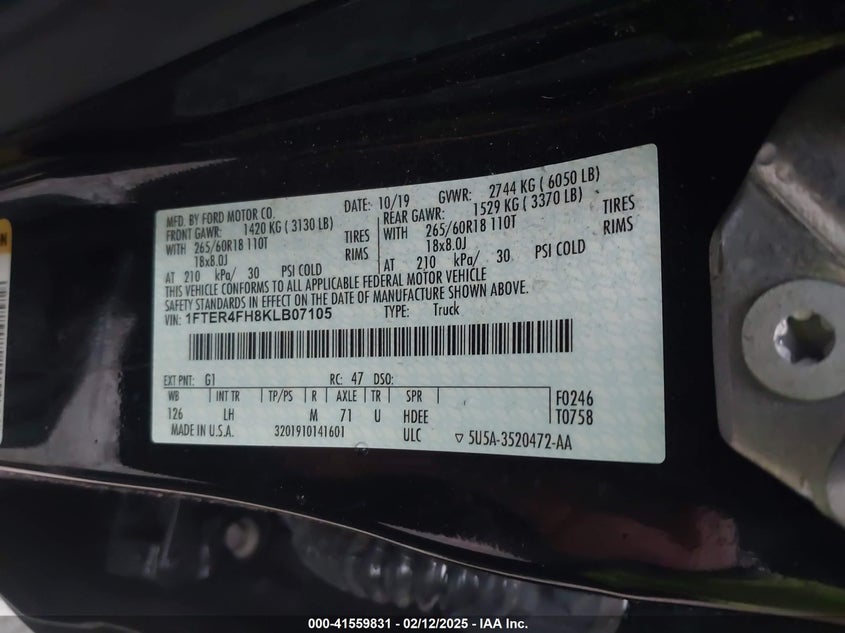 MFD. BY FORD MOTOR CO.
DATE: 10/19 GVWR: 2744 KG ( 6050 LB)
FRONT GAWR: 1420 KG ( 3130 LB)
WITH 265/60R18 110T TIRES
18x8.0J RIMS
AT 210 kPa/ 30 PSI COLD
REAR GAWR: 1529 KG ( 3370 LB)
WITH 265/60R18 110T TIRES
18x8.0J RIMS
AT 210 kPa/ 30 PSI COLD
THIS VEHICLE CONFORMS TO ALL APPLICABLE FEDERAL MOTOR VEHICLE
SAFETY STANDARDS IN EFFECT ON THE DATE OF MANUFACTURE SHOWN ABOVE.
VIN: 1FTER4FH8KLB07105 TYPE: Truck
EXT PNT: G1 RC: 47 DSO:
WB INT TR TP/PS R AXLE TR SPR F0246
126 LH M 71 U HDEE T0758
MADE IN U.S.A. 3201910141601 ULC ▽ 5U5A-3520472-AA
000-41559831 - 02/12/2025 - IAA Inc.